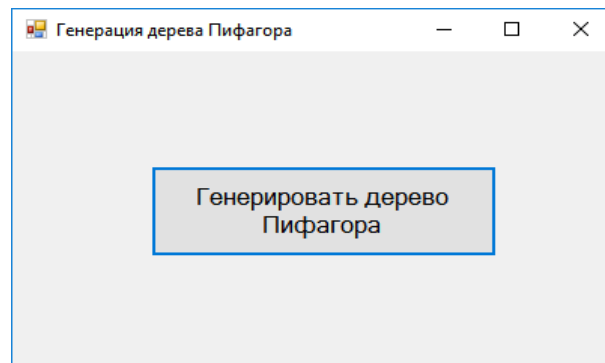 Генерация дерева Пифагора
Генерировать дерево
Пифагора